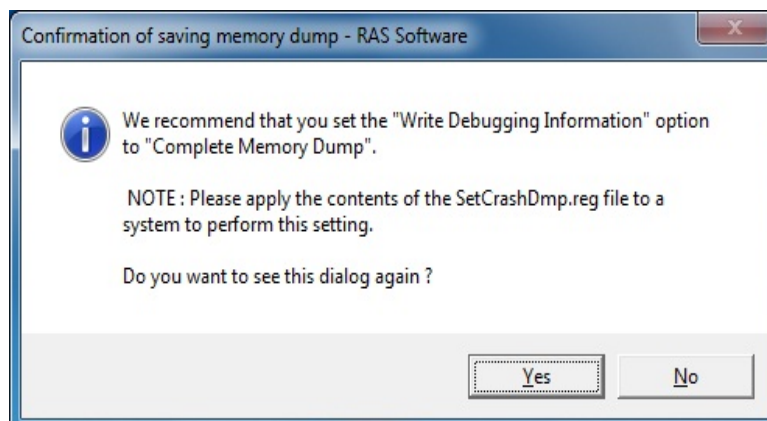 Confirmation of saving memory dump - RAS Software
We recommend that you set the "Write Debugging Information" option
to "Complete Memory Dump".
NOTE : Please apply the contents of the SetCrashDmp.reg file to a
system to perform this setting.
Do you want to see this dialog again ?
Yes No